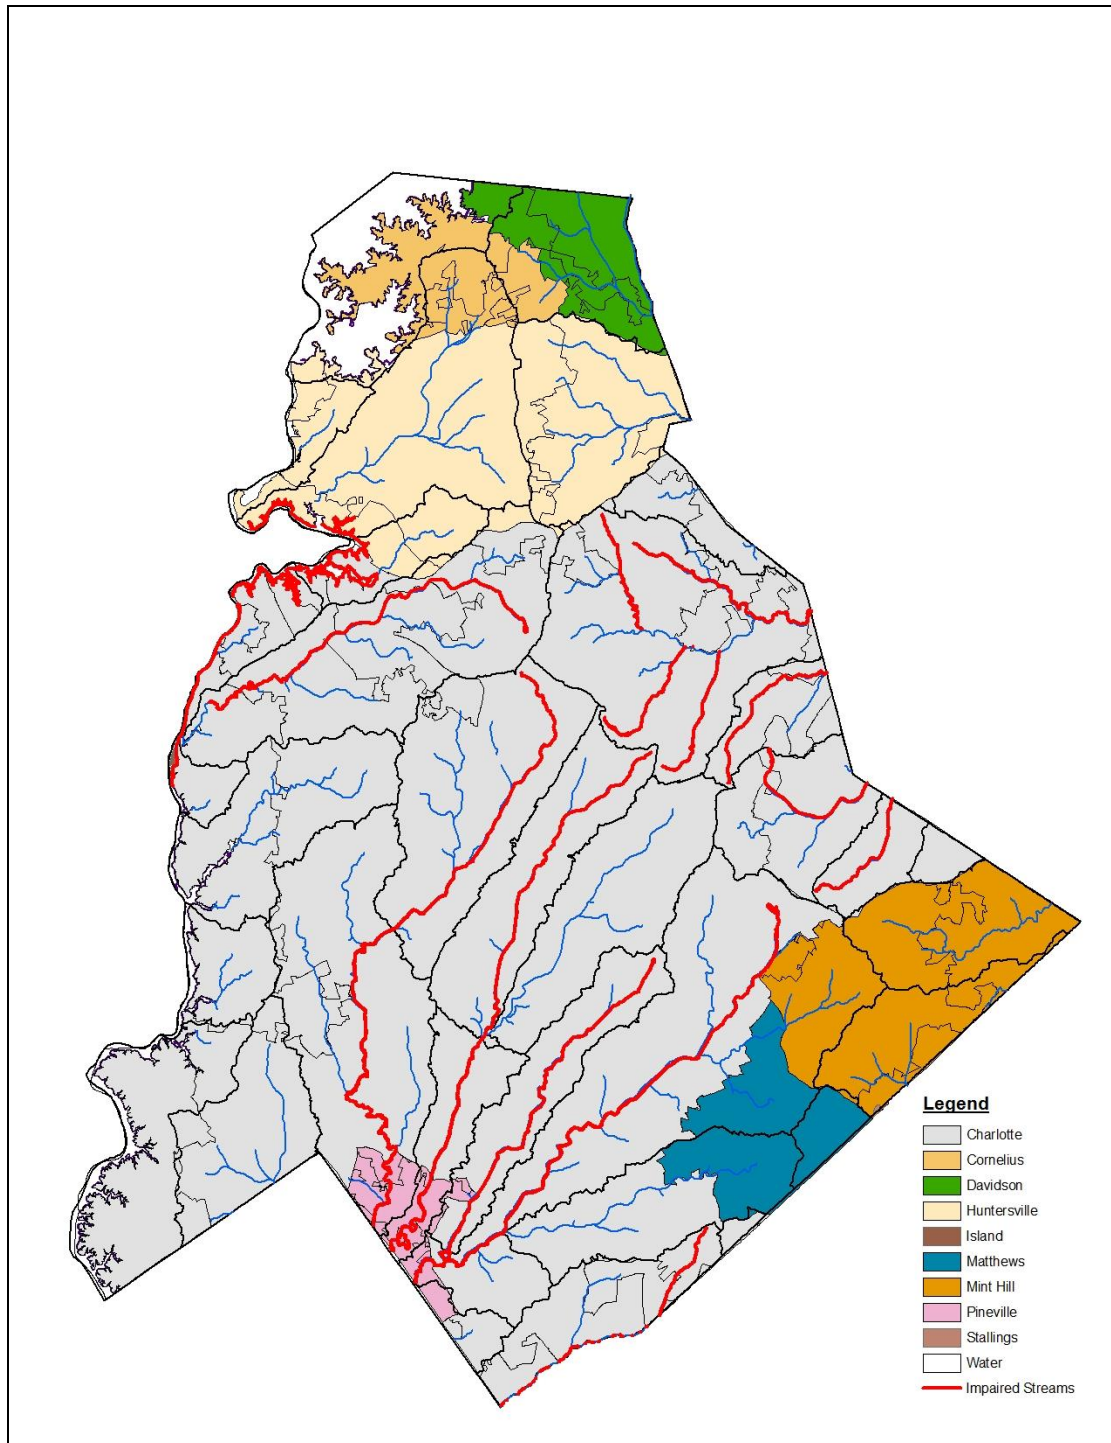 Legend
Charlotte
Cornelius
Davidson
Huntersville
Island
Matthews
Mint Hill
Pineville
Stallings
Water
Impaired Streams